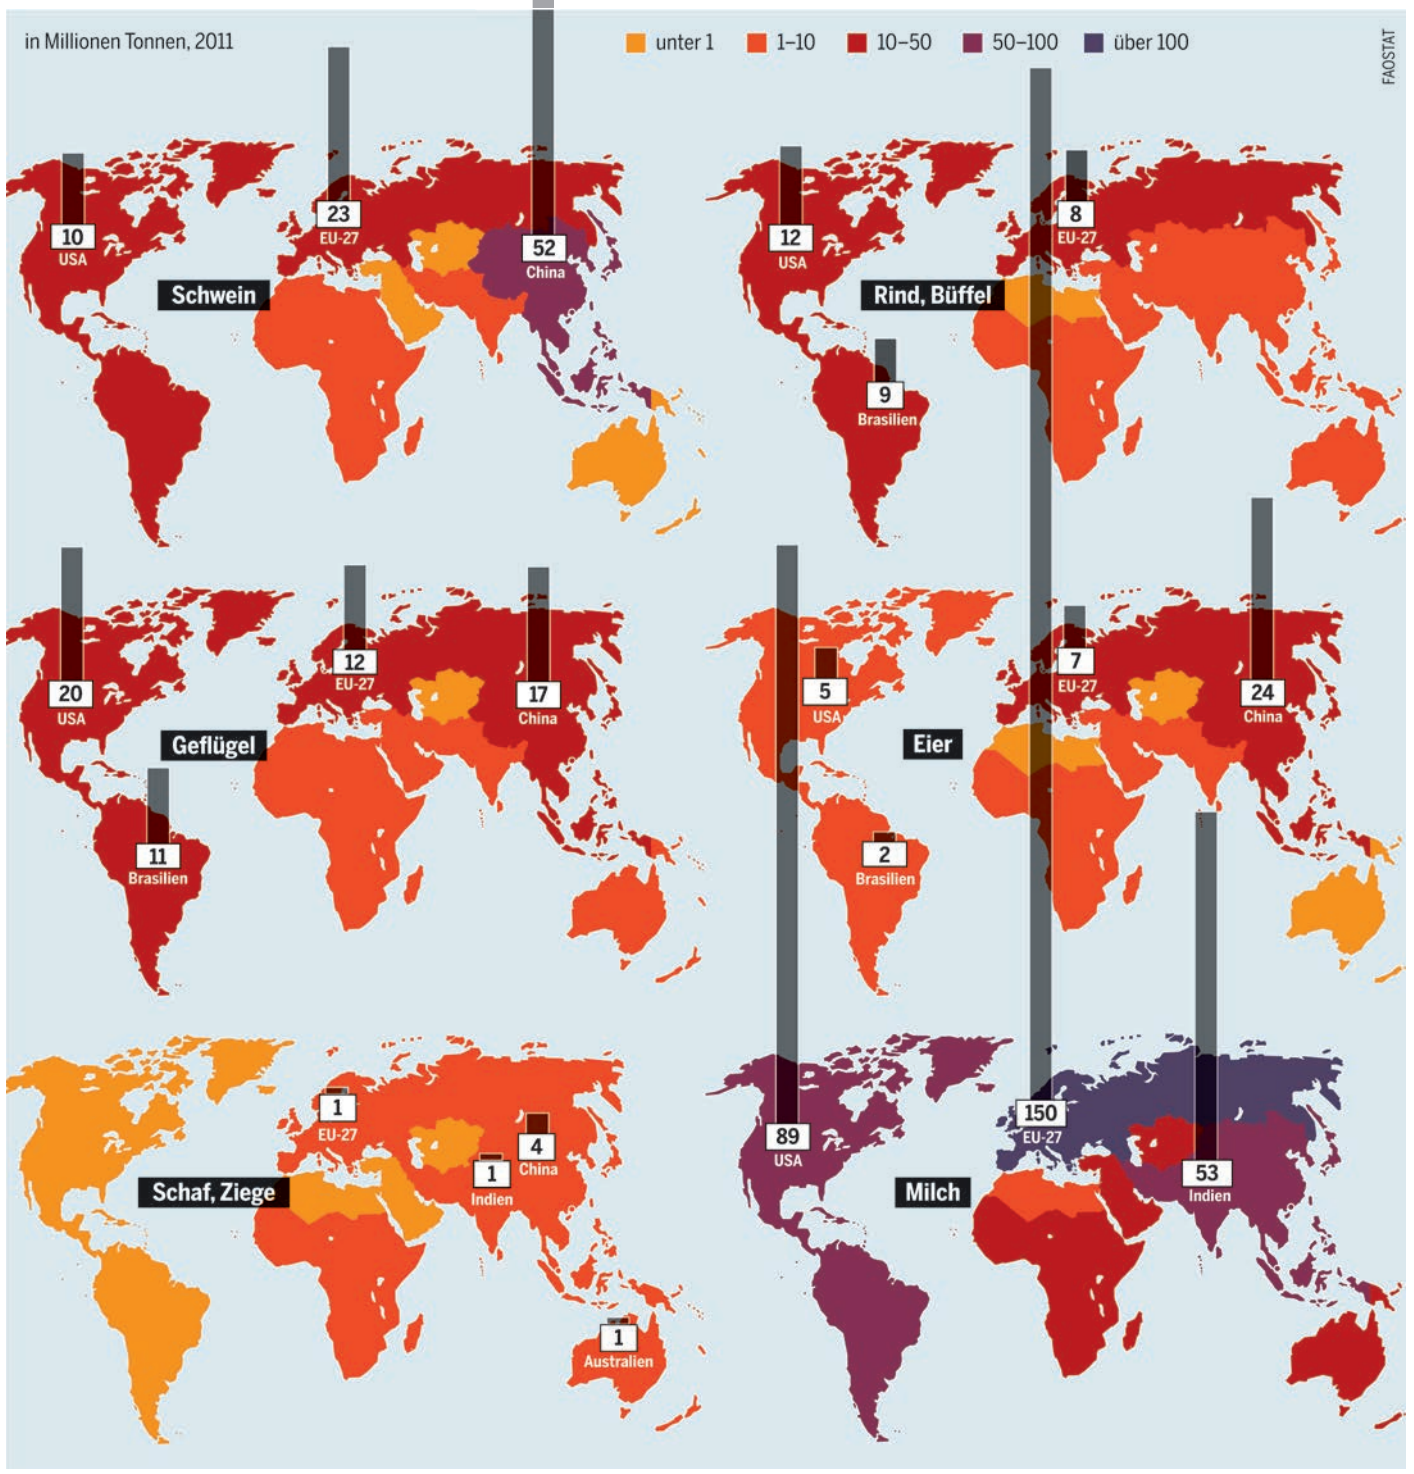 in Millionen Tonnen, 2011
unter 1
1–10
10–50
50–100
über 100
FAOSTAT
10
USA
23
EU-27
52
China
Schwein
12
USA
8
EU-27
9
Brasilien
Rind, Büffel
20
USA
12
EU-27
17
China
11
Brasilien
Geflügel
5
USA
7
EU-27
24
China
2
Brasilien
Eier
1
EU-27
4
China
1
Indien
1
Australien
Schaf, Ziege
89
USA
150
EU-27
53
Indien
Milch